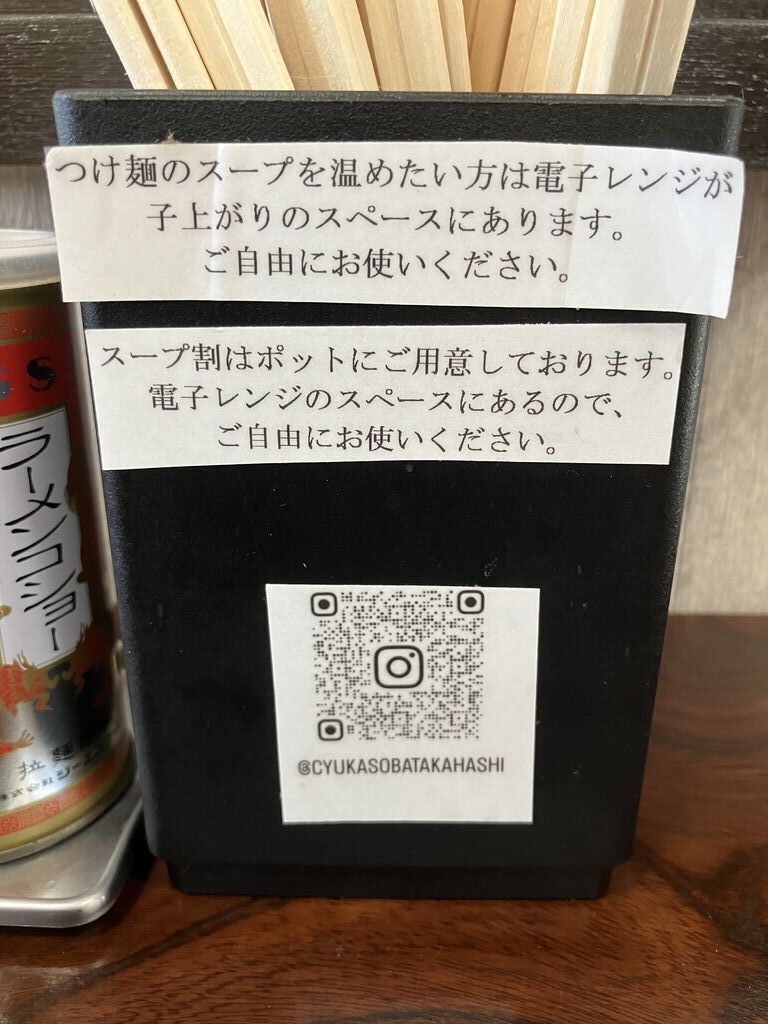 つけ麺のスープを温めたい方は電子レンジが
子上がりのスペースにあります。
ご自由にお使いください。
スープ割はポットにご用意しております。
電子レンジのスペースにあるので、
ご自由にお使いください。
@CYUKASOBATAKAHASHI
GS
ラーメンコショー
拉麺